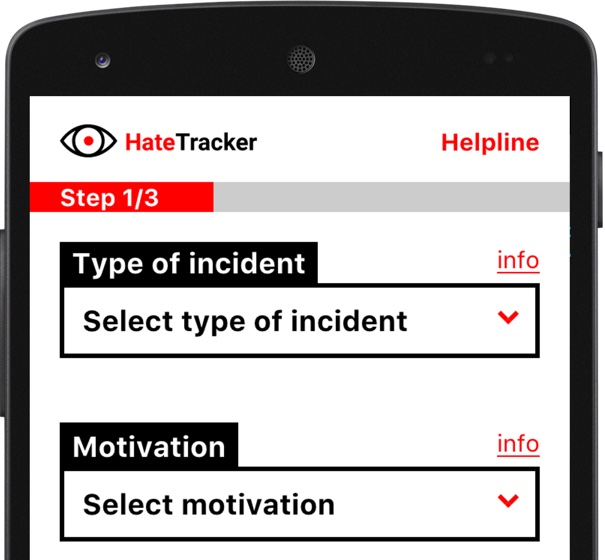 HateTracker
Helpline
Step 1/3
Type of incident
info
Select type of incident
Motivation
info
Select motivation